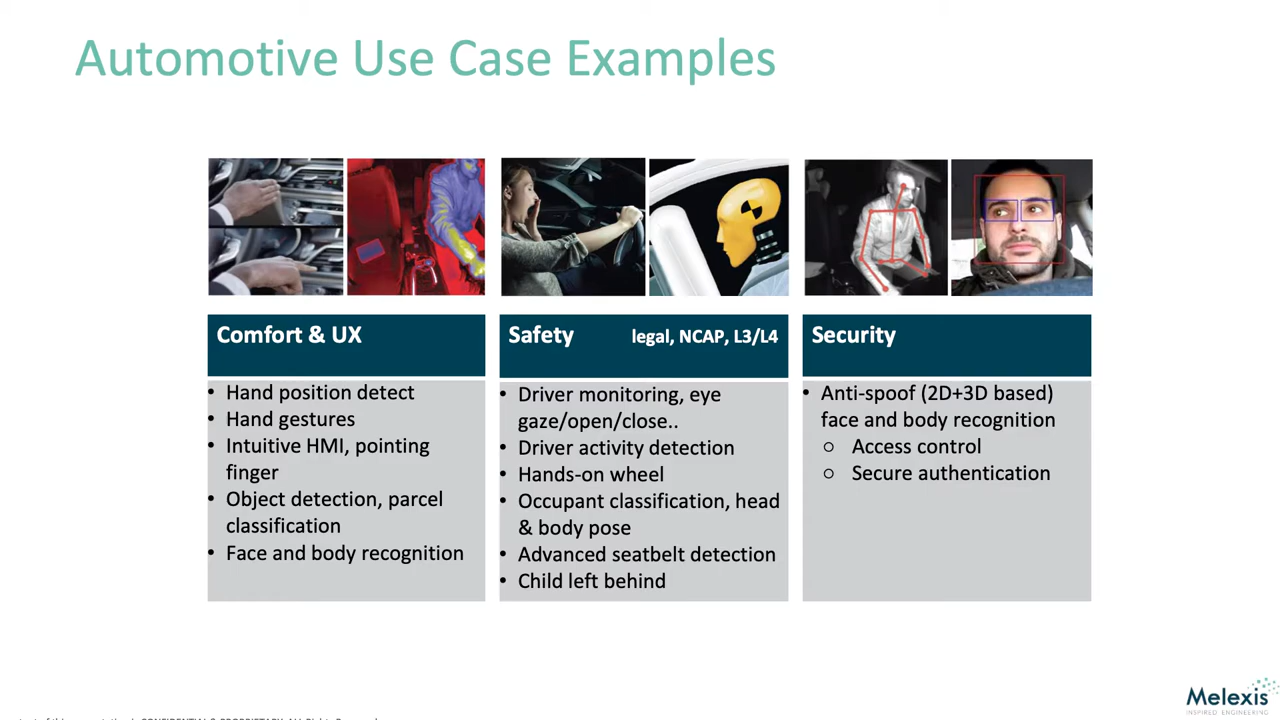 Automotive Use Case Examples
Comfort & UX
• Hand position detect
• Hand gestures
• Intuitive HMI, pointing
finger
• Object detection, parcel
classification
• Face and body recognition
Safety legal, NCAP, L3/L4
• Driver monitoring, eye
gaze/open/close..
• Driver activity detection
• Hands-on wheel
• Occupant classification, head
& body pose
• Advanced seatbelt detection
• Child left behind
Security
• Anti-spoof (2D+3D based)
face and body recognition
○ Access control
○ Secure authentication
Melexis
INSPIRED ENGINEERING